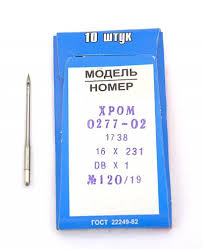 10 штук
МОДЕЛЬ
НОМЕР
ХРОМ
0277-02
1738
16 X 231
DB X 1
№120/19
ГОСТ 22249-82